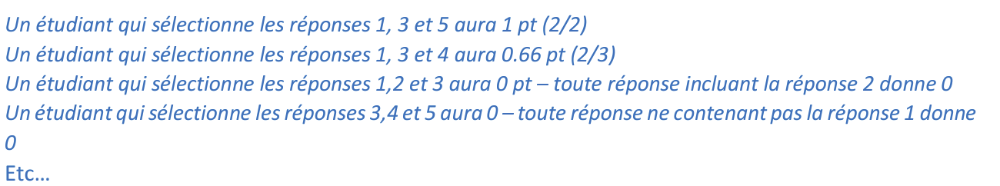 Un étudiant qui sélectionne les réponses 1, 3 et 5 aura 1 pt (2/2)
Un étudiant qui sélectionne les réponses 1, 3 et 4 aura 0.66 pt (2/3)
Un étudiant qui sélectionne les réponses 1,2 et 3 aura 0 pt – toute réponse incluant la réponse 2 donne 0
Un étudiant qui sélectionne les réponses 3,4 et 5 aura 0 – toute réponse ne contenant pas la réponse 1 donne
0
Etc…